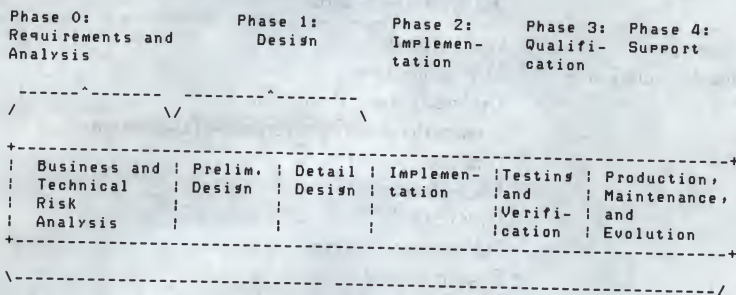 Phase 0: Phase 1: Phase 2: Phase 3: Phase 4:
Requirements and Design Implemen- Qualifi- Support
Analysis tation cation
-------^-------- ---------^----------
/ \/ \
+-----------------------------------------------------------------------+
| Business and | Prelim. | Detail | Implemen- |Testing | Production, |
| Technical | Design | Design | tation |and | Maintenance, |
| Risk | | | |Verifi- | and |
| Analysis | | | |cation | Evolution |
+-----------------------------------------------------------------------+
\------------------------------- --------------------------------------/